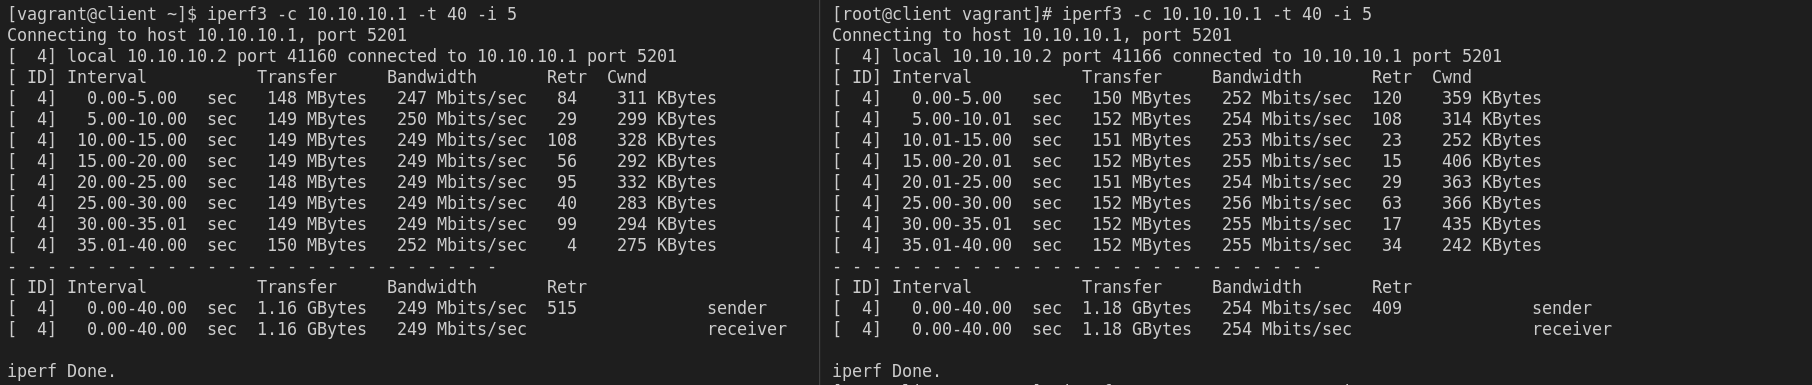 [vagrant@client ~]$ iperf3 -c 10.10.10.1 -t 40 -i 5
Connecting to host 10.10.10.1, port 5201
[  4] local 10.10.10.2 port 41160 connected to 10.10.10.1 port 5201
[ ID] Interval           Transfer     Bandwidth       Retr  Cwnd
[  4]   0.00-5.00   sec   148 MBytes   247 Mbits/sec   84    311 KBytes
[  4]   5.00-10.00  sec   149 MBytes   250 Mbits/sec   29    299 KBytes
[  4]  10.00-15.00  sec   149 MBytes   249 Mbits/sec  108    328 KBytes
[  4]  15.00-20.00  sec   149 MBytes   249 Mbits/sec   56    292 KBytes
[  4]  20.00-25.00  sec   148 MBytes   249 Mbits/sec   95    332 KBytes
[  4]  25.00-30.00  sec   149 MBytes   249 Mbits/sec   40    283 KBytes
[  4]  30.00-35.01  sec   149 MBytes   249 Mbits/sec   99    294 KBytes
[  4]  35.01-40.00  sec   150 MBytes   252 Mbits/sec    4    275 KBytes
- - - - - - - - - - - - - - - - - - - - - - - - -
[ ID] Interval           Transfer     Bandwidth       Retr
[  4]   0.00-40.00  sec  1.16 GBytes   249 Mbits/sec  515             sender
[  4]   0.00-40.00  sec  1.16 GBytes   249 Mbits/sec                  receiver
iperf Done.
[root@client vagrant]# iperf3 -c 10.10.10.1 -t 40 -i 5
Connecting to host 10.10.10.1, port 5201
[  4] local 10.10.10.2 port 41166 connected to 10.10.10.1 port 5201
[ ID] Interval           Transfer     Bandwidth       Retr  Cwnd
[  4]   0.00-5.00   sec   150 MBytes   252 Mbits/sec  120    359 KBytes
[  4]   5.00-10.01  sec   152 MBytes   254 Mbits/sec  108    314 KBytes
[  4]  10.01-15.00  sec   151 MBytes   253 Mbits/sec   23    252 KBytes
[  4]  15.00-20.01  sec   152 MBytes   255 Mbits/sec   15    406 KBytes
[  4]  20.01-25.00  sec   151 MBytes   254 Mbits/sec   29    363 KBytes
[  4]  25.00-30.00  sec   152 MBytes   256 Mbits/sec   63    366 KBytes
[  4]  30.00-35.01  sec   152 MBytes   255 Mbits/sec   17    435 KBytes
[  4]  35.01-40.00  sec   152 MBytes   255 Mbits/sec   34    242 KBytes
- - - - - - - - - - - - - - - - - - - - - - - - -
[ ID] Interval           Transfer     Bandwidth       Retr
[  4]   0.00-40.00  sec  1.18 GBytes   254 Mbits/sec  409             sender
[  4]   0.00-40.00  sec  1.18 GBytes   254 Mbits/sec                  receiver
iperf Done.